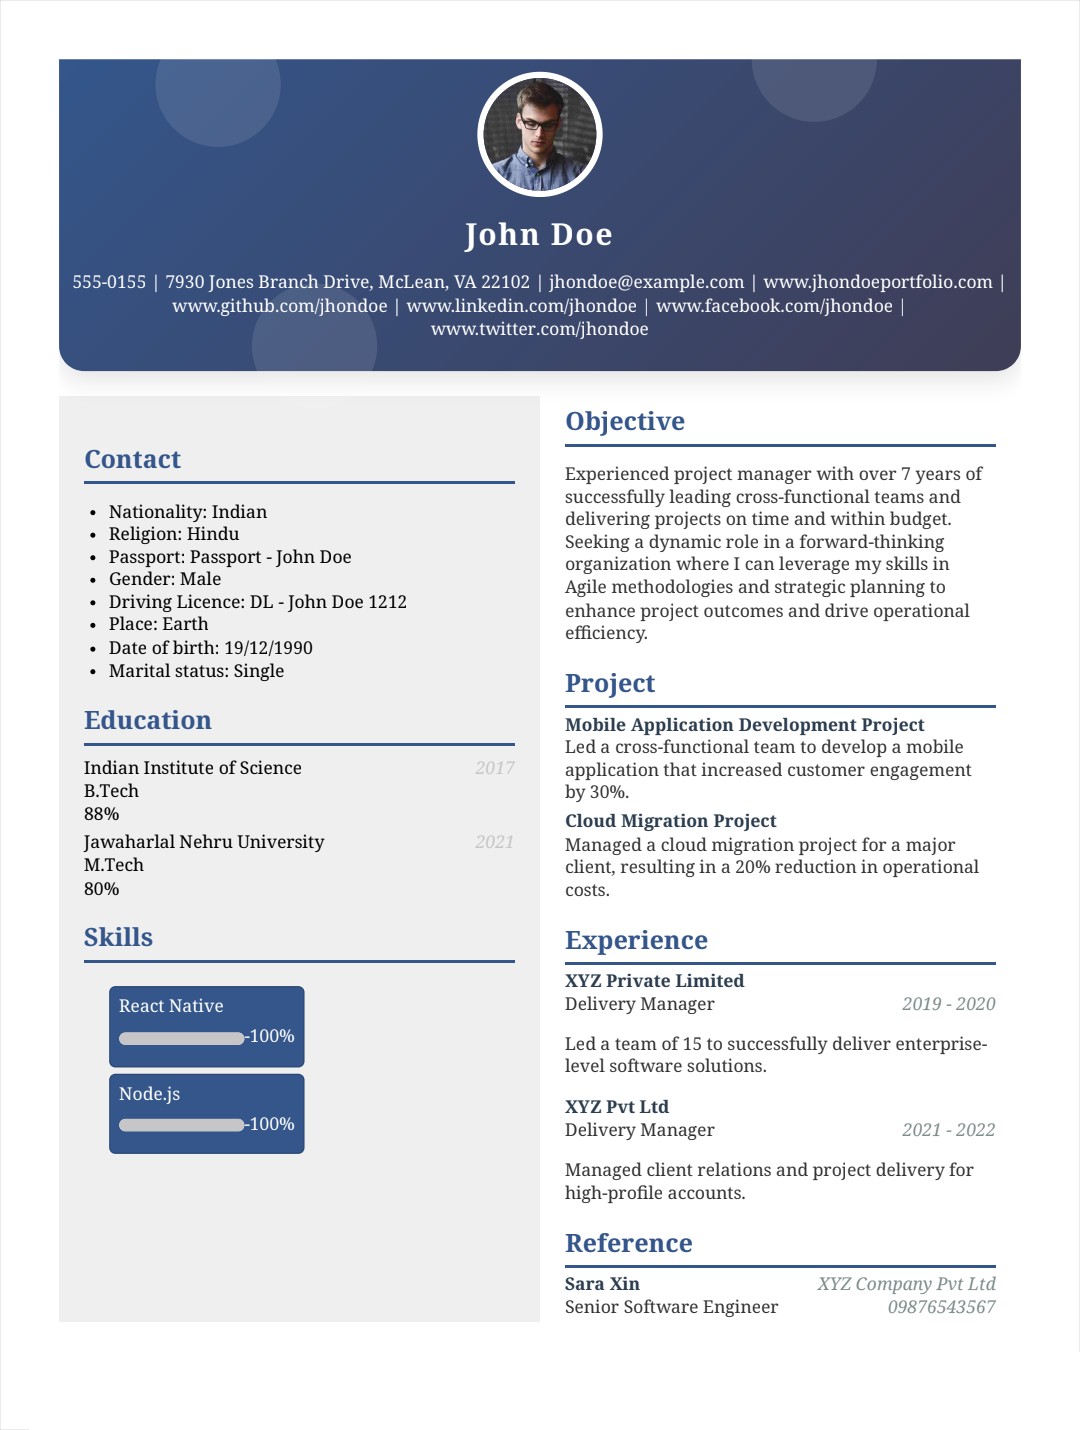 John Doe
555-0155 | 7930 Jones Branch Drive, McLean, VA 22102 | jhondoe@example.com | www.jhondoeportfolio.com |
www.github.com/jhondoe | www.linkedin.com/jhondoe | www.facebook.com/jhondoe |
www.twitter.com/jhondoe
Contact
• Nationality: Indian
• Religion: Hindu
• Passport: Passport - John Doe
• Gender: Male
• Driving Licence: DL - John Doe 1212
• Place: Earth
• Date of birth: 19/12/1990
• Marital status: Single
Education
Indian Institute of Science 2017
B.Tech
88%
Jawaharlal Nehru University 2021
M.Tech
80%
Skills
React Native
-100%
Node.js
-100%
Objective
Experienced project manager with over 7 years of
successfully leading cross-functional teams and
delivering projects on time and within budget.
Seeking a dynamic role in a forward-thinking
organization where I can leverage my skills in
Agile methodologies and strategic planning to
enhance project outcomes and drive operational
efficiency.
Project
Mobile Application Development Project
Led a cross-functional team to develop a mobile
application that increased customer engagement
by 30%.
Cloud Migration Project
Managed a cloud migration project for a major
client, resulting in a 20% reduction in operational
costs.
Experience
XYZ Private Limited
Delivery Manager 2019 - 2020
Led a team of 15 to successfully deliver enterprise-
level software solutions.
XYZ Pvt Ltd
Delivery Manager 2021 - 2022
Managed client relations and project delivery for
high-profile accounts.
Reference
Sara Xin XYZ Company Pvt Ltd
Senior Software Engineer 09876543567